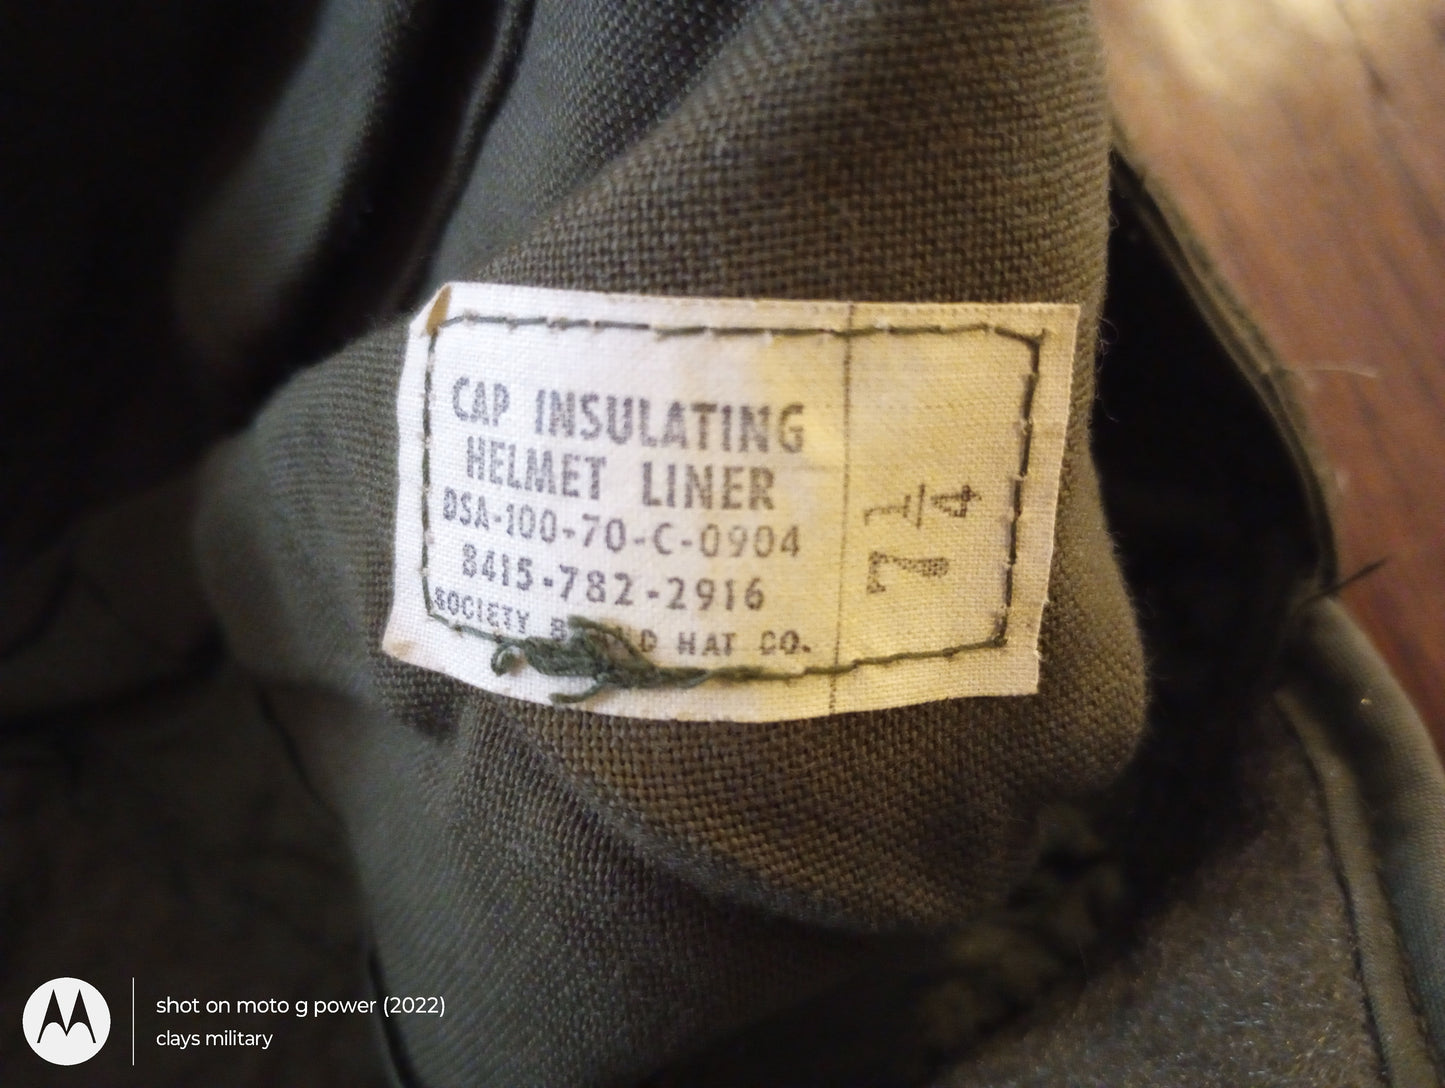 CAP INSULATING
HELMET LINER
DSA-100-70-C-0904
8415-782-2916
SOCIETY HAT CO.
7 1/4
shot on moto g power (2022)
clays military